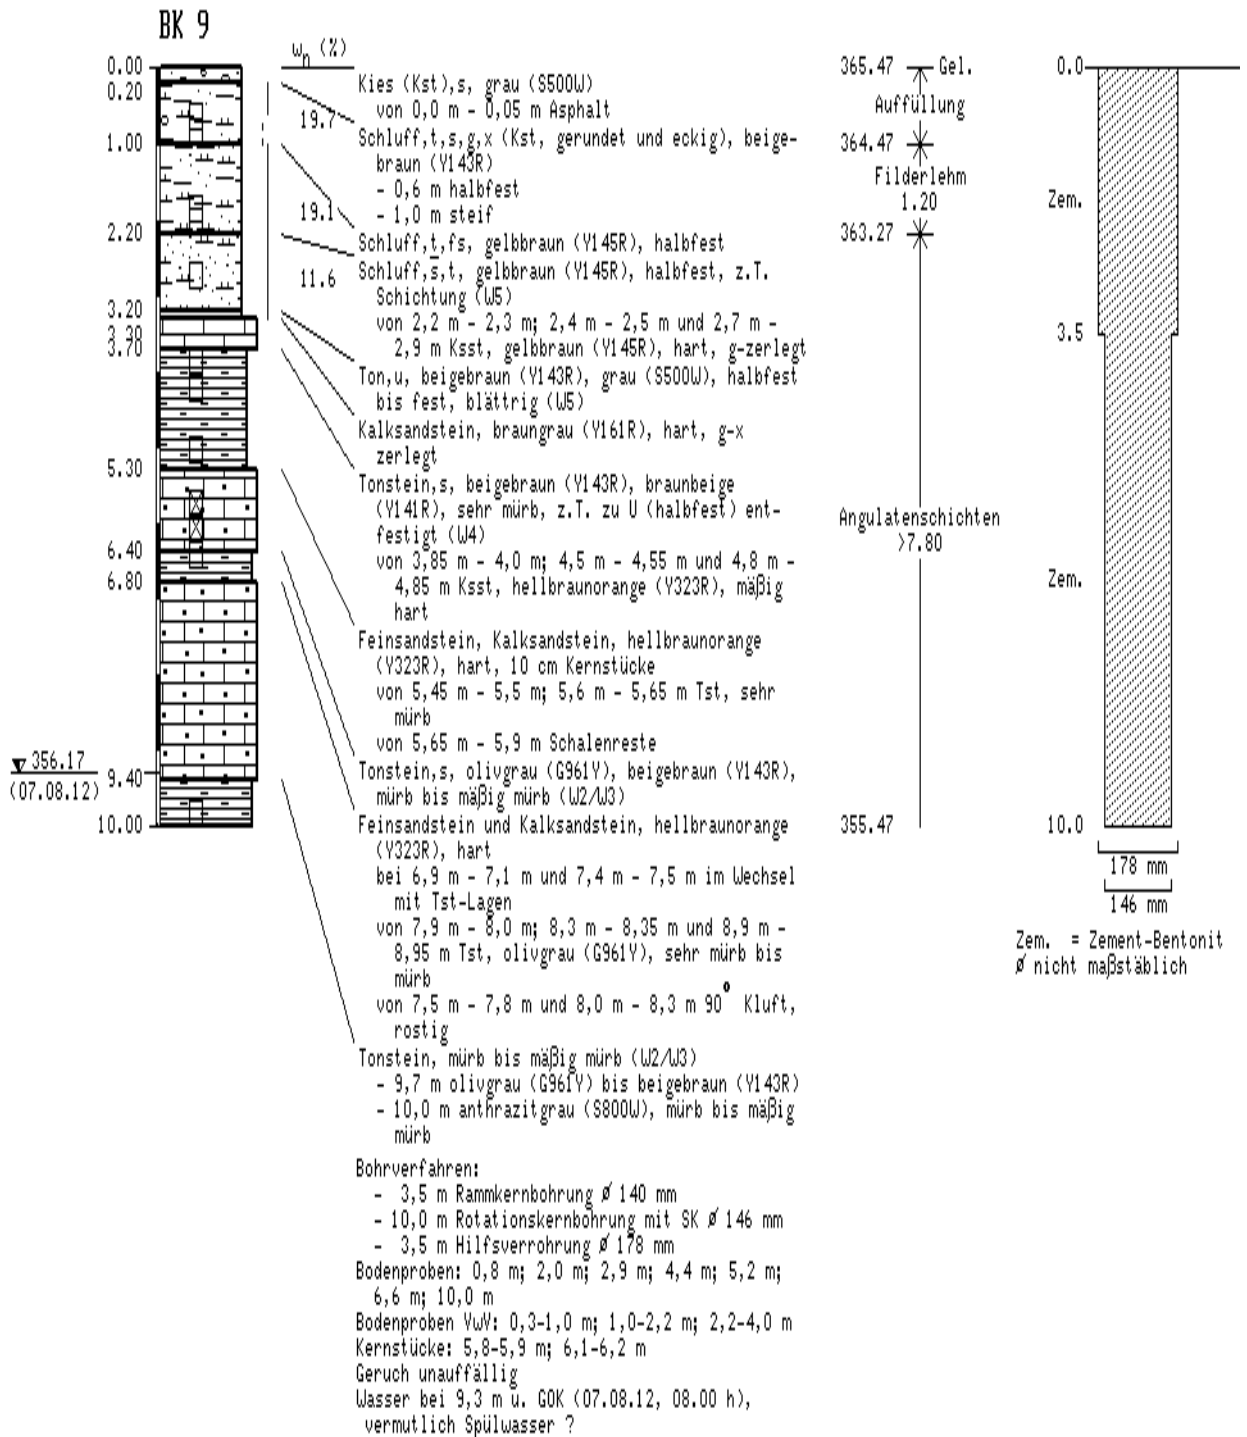 BK 9
wn (%)
0.00
0.20
1.00
2.20
3.20
3.30
3.70
5.30
6.40
6.80
9.40
10.00
356.17
(07.08.12)
19.7
19.1
11.6
Kies (Kst),s, grau (S500W)
von 0,0 m - 0,05 m Asphalt
Schluff,t,s,g,x (Kst, gerundet und eckig), beige-
braun (Y143R)
- 0,6 m halbfest
- 1,0 m steif
Schluff,t,fs, gelbbraun (Y145R), halbfest
Schluff,s̅,t, gelbbraun (Y145R), halbfest, z.T.
Schichtung (W5)
von 2,2 m - 2,3 m; 2,4 m - 2,5 m und 2,7 m -
2,9 m Ksst, gelbbraun (Y145R), hart, g-zerlegt
Ton,u, beigebraun (Y143R), grau (S500W), halbfest
bis fest, blättrig (W5)
Kalksandstein, braungrau (Y161R), hart, g-x
zerlegt
Tonstein,s, beigebraun (Y143R), braunbeige
(Y141R), sehr mürb, z.T. zu U (halbfest) ent-
festigt (W4)
von 3,85 m - 4,0 m; 4,5 m - 4,55 m und 4,8 m -
4,85 m Ksst, hellbraunorange (Y323R), mäßig
hart
Feinsandstein, Kalksandstein, hellbraunorange
(Y323R), hart, 10 cm Kernstücke
von 5,45 m - 5,5 m; 5,6 m - 5,65 m Tst, sehr
mürb
von 5,65 m - 5,9 m Schalenreste
Tonstein,s, olivgrau (G961Y), beigebraun (Y143R),
mürb bis mäßig mürb (W2/W3)
Feinsandstein und Kalksandstein, hellbraunorange
(Y323R), hart
bei 6,9 m - 7,1 m und 7,4 m - 7,5 m im Wechsel
mit Tst-Lagen
von 7,9 m - 8,0 m; 8,3 m - 8,35 m und 8,9 m -
8,95 m Tst, olivgrau (G961Y), sehr mürb bis
mürb
von 7,5 m - 7,8 m und 8,0 m - 8,3 m 90° Kluft,
rostig
Tonstein, mürb bis mäßig mürb (W2/W3)
- 9,7 m olivgrau (G961Y) bis beigebraun (Y143R)
- 10,0 m anthrazitgrau (S800W), mürb bis mäßig
mürb
Bohrverfahren:
- 3,5 m Rammkernbohrung ø 140 mm
- 10,0 m Rotationskernbohrung mit SK ø 146 mm
- 3,5 m Hilfsverrohrung ø 178 mm
Bodenproben: 0,8 m; 2,0 m; 2,9 m; 4,4 m; 5,2 m;
6,6 m; 10,0 m
Bodenproben VwV: 0,3-1,0 m; 1,0-2,2 m; 2,2-4,0 m
Kernstücke: 5,8-5,9 m; 6,1-6,2 m
Geruch unauffällig
Wasser bei 9,3 m u. GOK (07.08.12, 08.00 h),
vermutlich Spülwasser ?
365.47 Gel.
Auffüllung
364.47
Filderlehm
1.20
363.27
Angulatenschichten
>7.80
355.47
0.0
Zem.
3.5
Zem.
10.0
178 mm
146 mm
Zem. = Zement-Bentonit
ø nicht maßstäblich